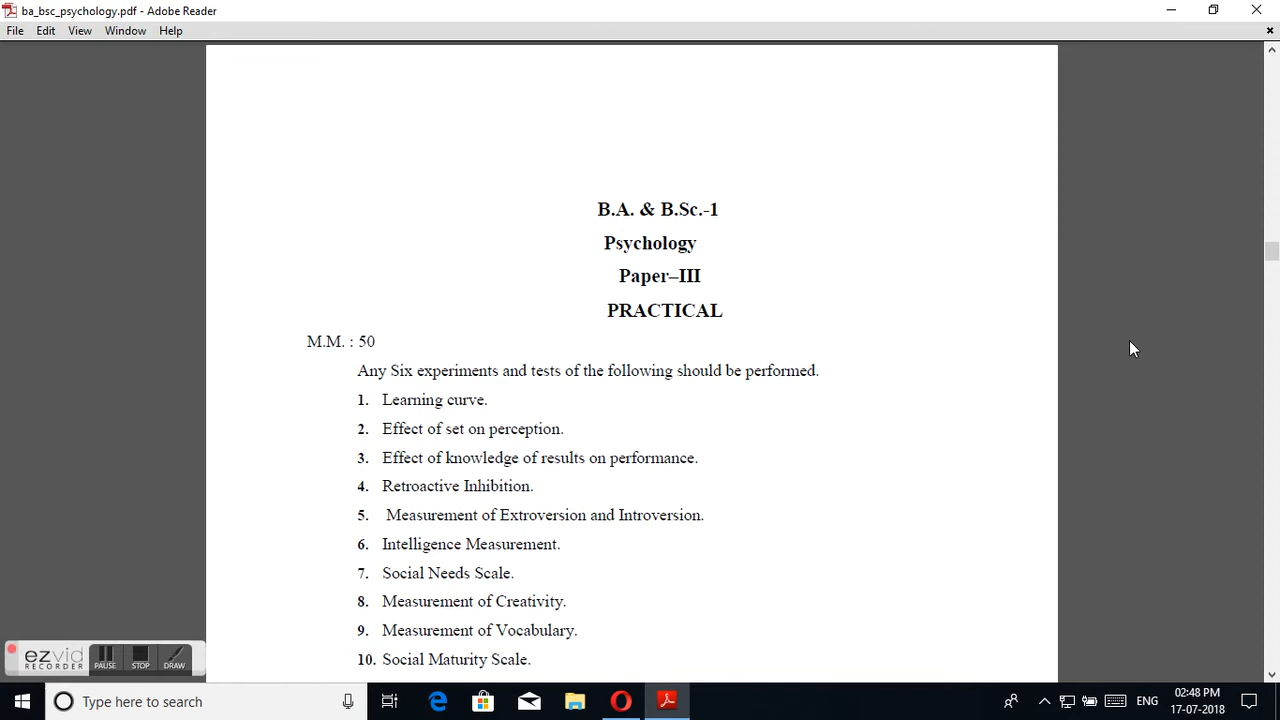 ba_bsc_psychology.pdf - Adobe Reader
File Edit View Window Help
B.A. & B.Sc.-1
Psychology
Paper–III
PRACTICAL
M.M. : 50
Any Six experiments and tests of the following should be performed.
1. Learning curve.
2. Effect of set on perception.
3. Effect of knowledge of results on performance.
4. Retroactive Inhibition.
5. Measurement of Extroversion and Introversion.
6. Intelligence Measurement.
7. Social Needs Scale.
8. Measurement of Creativity.
9. Measurement of Vocabulary.
10. Social Maturity Scale.
ezvid
RECORDER
PAUSE STOP DRAW
Type here to search
ENG
02:48 PM
17-07-2018